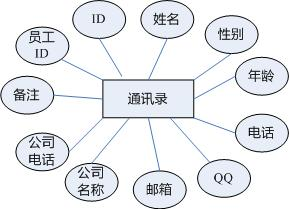 ID
姓名
员工
ID
性别
年龄
备注
通讯录
电话
公司
电话
公司
名称
邮箱
QQ